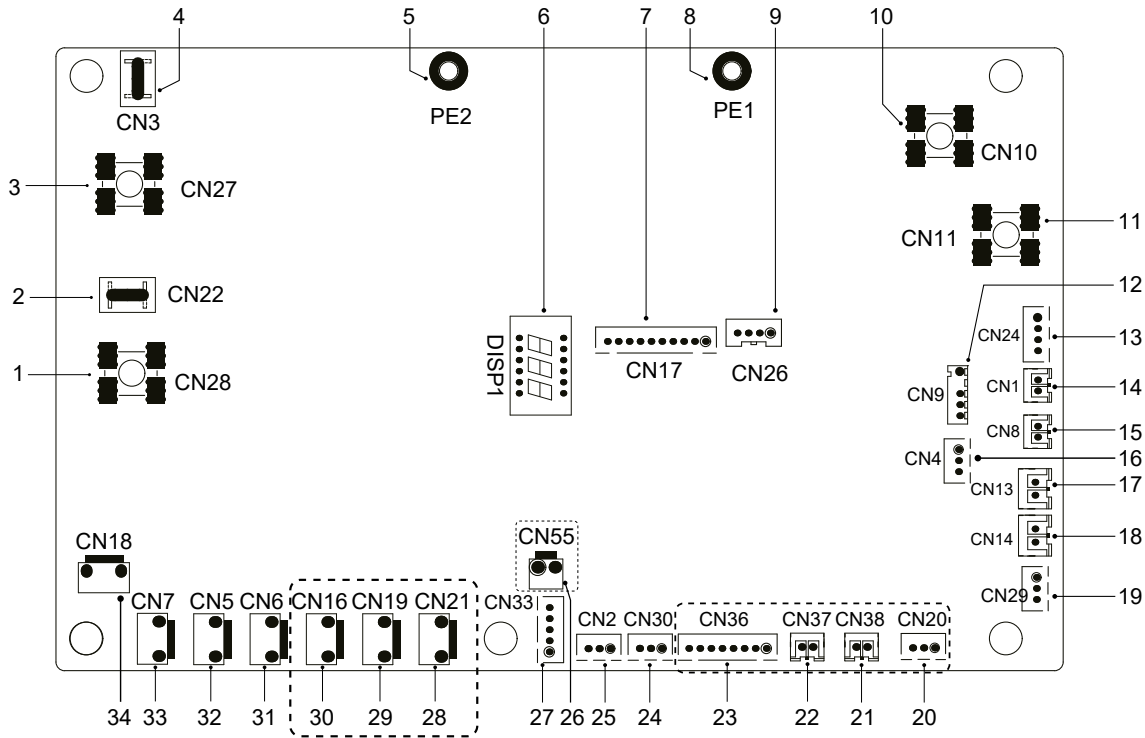 4 5 6 7 8 9 10
CN3 PE2 PE1
CN10
3 CN27
CN11 11
12
2 CN22
CN24 13
DISP1
CN17 CN26
1 CN28
CN9 CN1 14
CN8 15
CN4 16
CN13 17
CN18 CN55 CN14 18
CN7 CN5 CN6 CN16 CN19 CN21 CN33 CN29 19
CN2 CN30 CN36 CN37 CN38 CN20
34 33 32 31 30 29 28 27 26 25 24 23 22 21 20